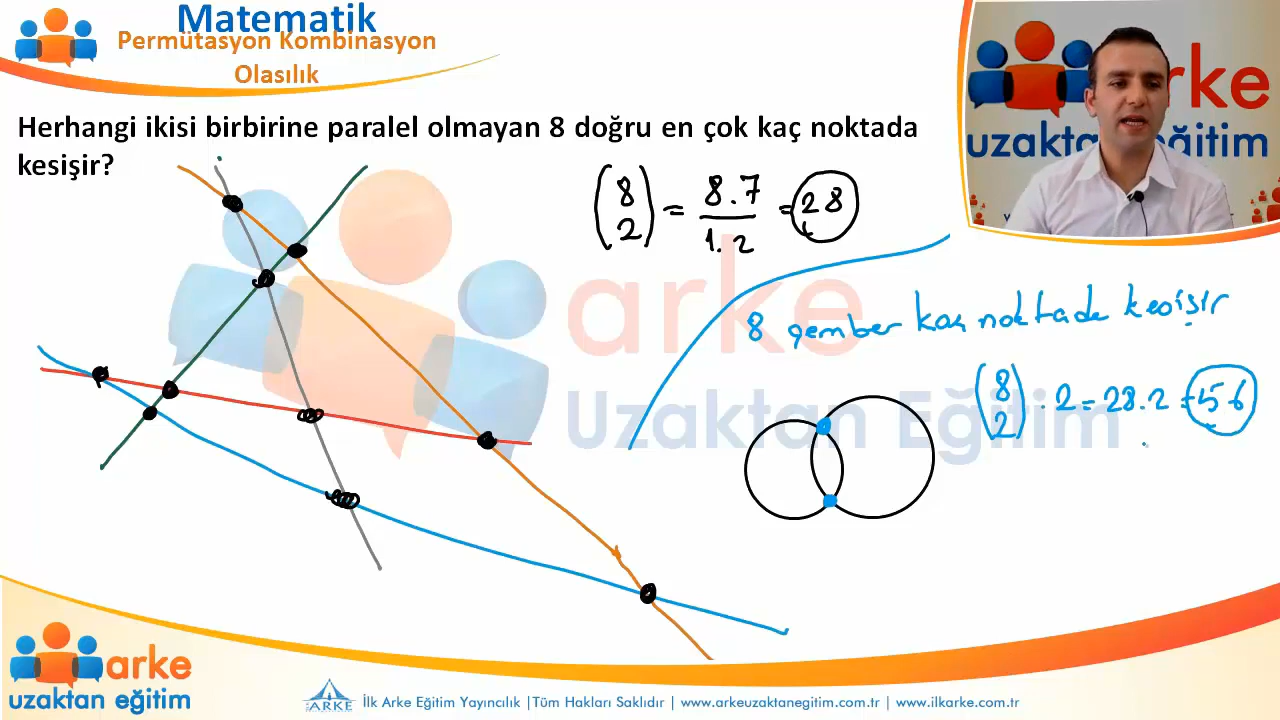 Matematik
Permütasyon Kombinasyon
Olasılık
arke
uzaktan eğitim
Herhangi ikisi birbirine paralel olmayan 8 doğru en çok kaç noktada
kesişir?
(8 2) = 8.7 / 1.2 = 28
8 çember kaç noktada kesişir
(8 2) . 2 = 28.2 = 56
arke
Uzaktan Eğitim
arke
uzaktan eğitim
ARKE
İlk Arke Eğitim Yayıncılık |Tüm Hakları Saklıdır | www.arkeuzaktanegitim.com.tr | www.ilkarke.com.tr